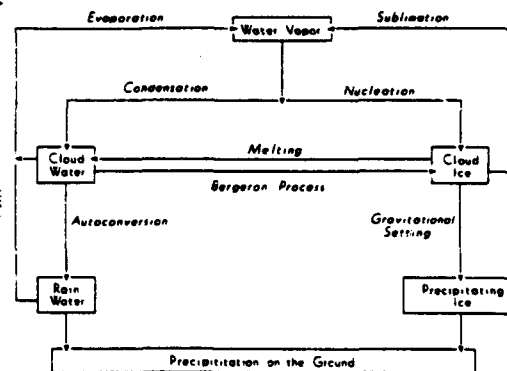 Evaporation
Sublimation
Water Vapor
Condensation
Nucleation
Cloud
Water
Melting
Bergeron Process
Cloud
Ice
Autoconversion
Gravitational
Setting
Rain
Water
Precipitating
Ice
Precipititation on the Ground